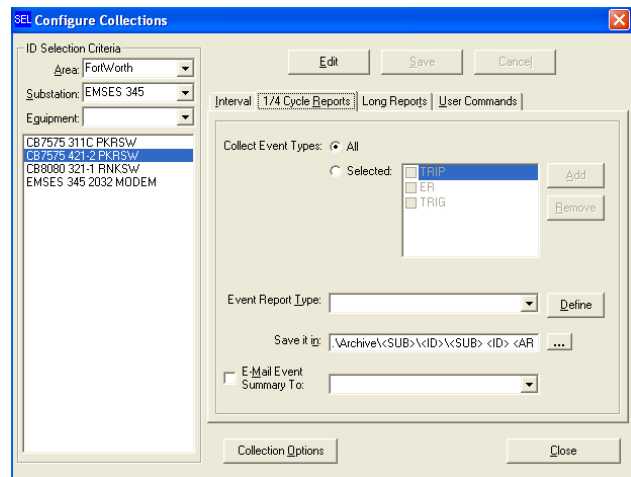 SEL Configure Collections
ID Selection Criteria
Area: FortWorth
Substation: EMSES 345
Equipment:
CB7575 311C PKRSW
CB7575 421-2 PKRSW
CB8080 321-1 RNKSW
EMSES 345 2032 MODEM
Edit Save Cancel
Interval 1/4 Cycle Reports Long Reports User Commands
Collect Event Types: All
Selected: TRIP
ER
TRIG
Add
Remove
Event Report Type: Define
Save it in: .\Archive\<SUB>\<ID>\<SUB> <ID> <AR ...
E-Mail Event
Summary To:
Collection Options Close